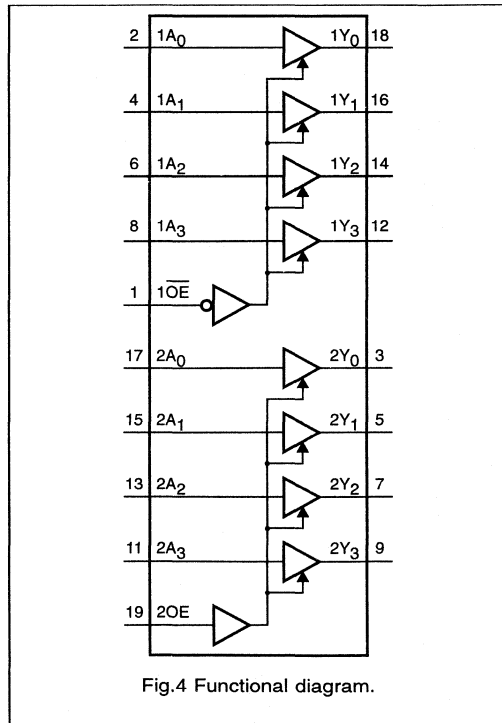 2 1A0 1Y0 18
4 1A1 1Y1 16
6 1A2 1Y2 14
8 1A3 1Y3 12
1 1O̅E̅
17 2A0 2Y0 3
15 2A1 2Y1 5
13 2A2 2Y2 7
11 2A3 2Y3 9
19 2OE
Fig.4 Functional diagram.